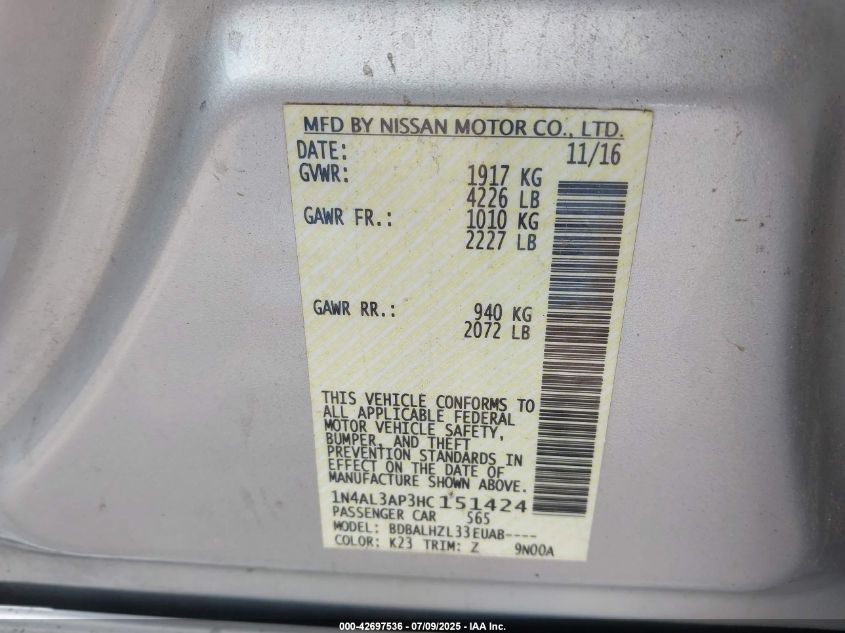 MFD BY NISSAN MOTOR CO., LTD.
DATE: 11/16
GVWR: 1917 KG
4226 LB
GAWR FR.: 1010 KG
2227 LB
GAWR RR.: 940 KG
2072 LB
THIS VEHICLE CONFORMS TO
ALL APPLICABLE FEDERAL
MOTOR VEHICLE SAFETY,
BUMPER, AND THEFT
PREVENTION STANDARDS IN
EFFECT ON THE DATE OF
MANUFACTURE SHOWN ABOVE.
1N4AL3AP3HC151424
PASSENGER CAR 565
MODEL: BDBALHZL33EUAB----
COLOR: K23 TRIM: Z 9N00A
000-42697536 - 07/09/2025 - IAA Inc.